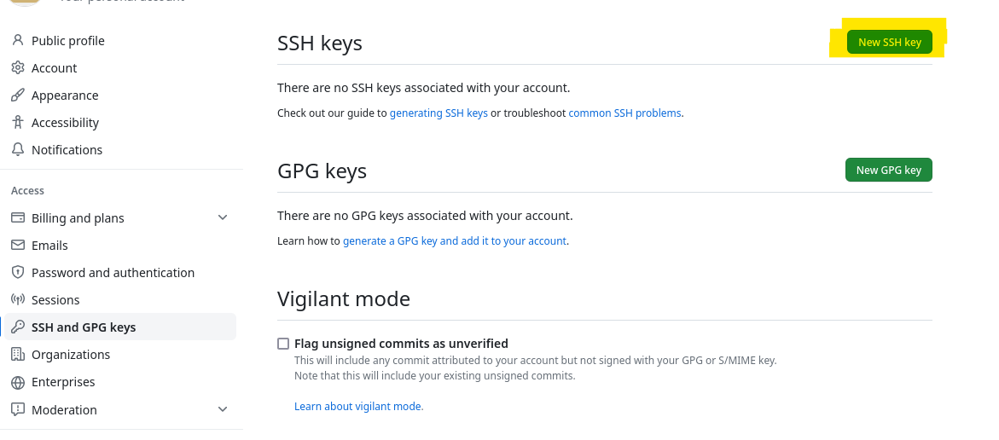 Your personal account
Public profile
Account
Appearance
Accessibility
Notifications
Access
Billing and plans
Emails
Password and authentication
Sessions
SSH and GPG keys
Organizations
Enterprises
Moderation
SSH keys
New SSH key
There are no SSH keys associated with your account.
Check out our guide to generating SSH keys or troubleshoot common SSH problems.
GPG keys
New GPG key
There are no GPG keys associated with your account.
Learn how to generate a GPG key and add it to your account.
Vigilant mode
Flag unsigned commits as unverified
This will include any commit attributed to your account but not signed with your GPG or S/MIME key.
Note that this will include your existing unsigned commits.
Learn about vigilant mode.